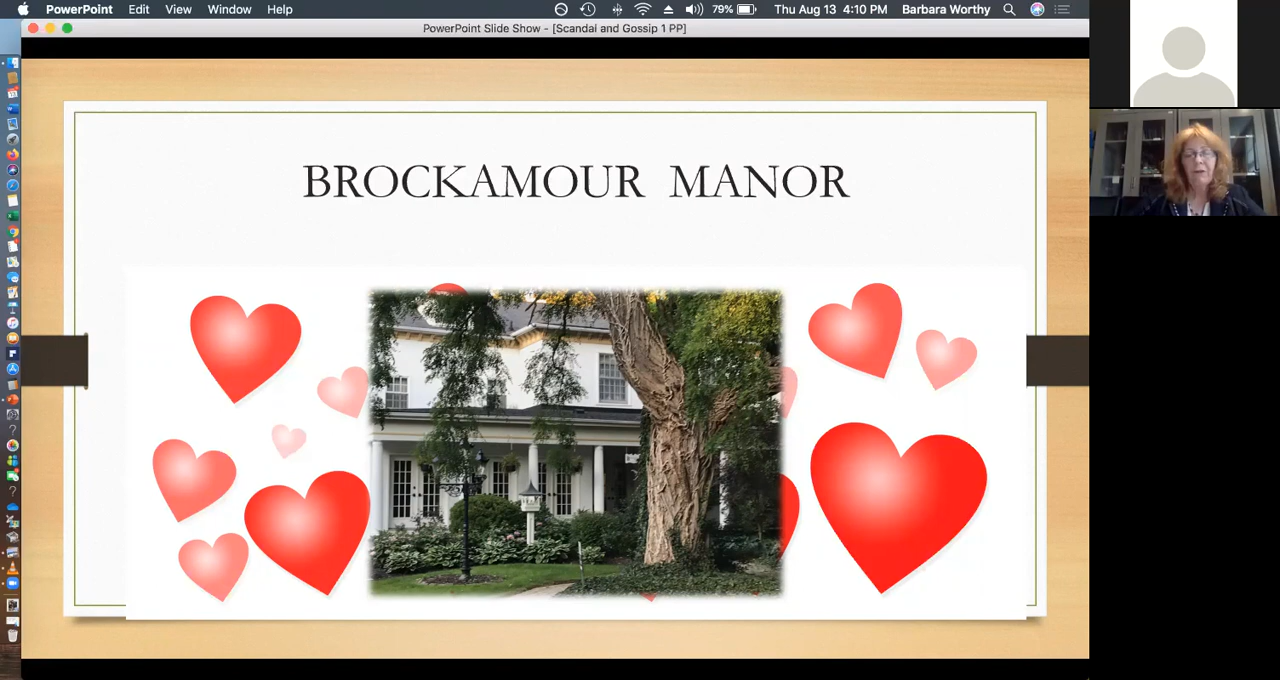 PowerPoint Edit View Window Help 79% Thu Aug 13 4:10 PM Barbara Worthy
PowerPoint Slide Show - [Scandal and Gossip 1 PP]
BROCKAMOUR MANOR